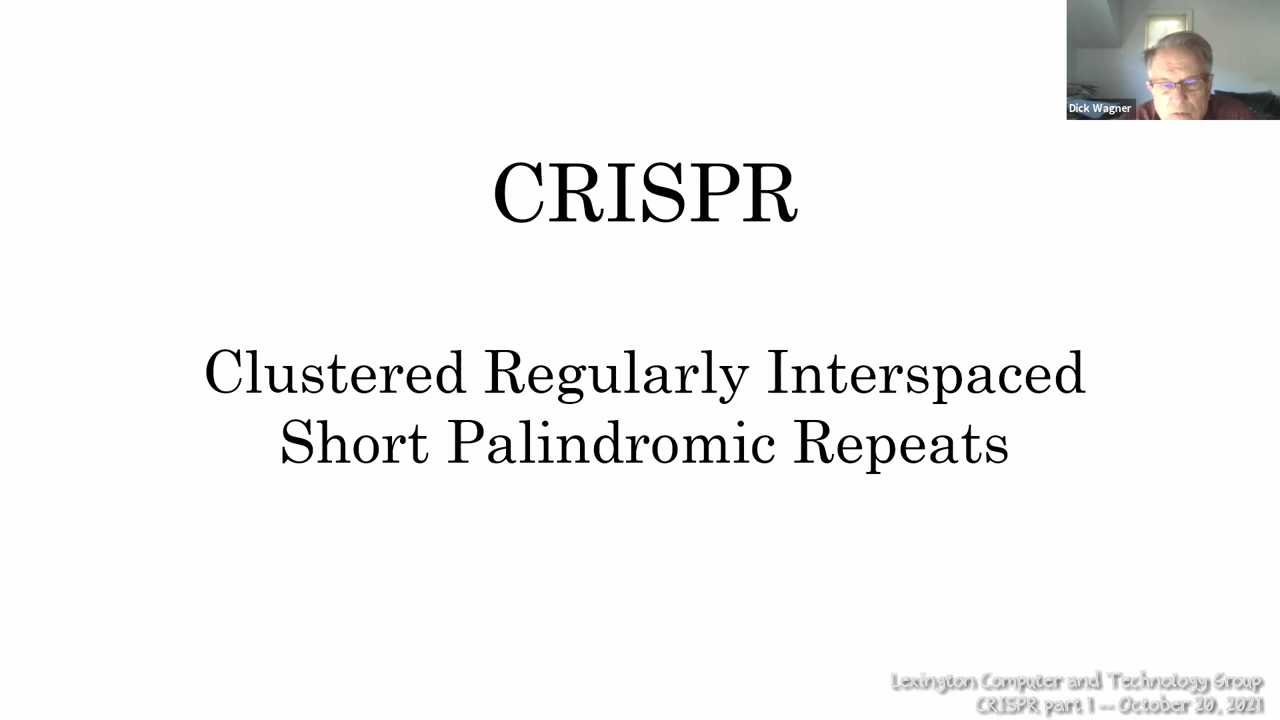 Dick Wagner
CRISPR
Clustered Regularly Interspaced
Short Palindromic Repeats
Lexington Computer and Technology Group
CRISPR part 1 -- October 20, 2021